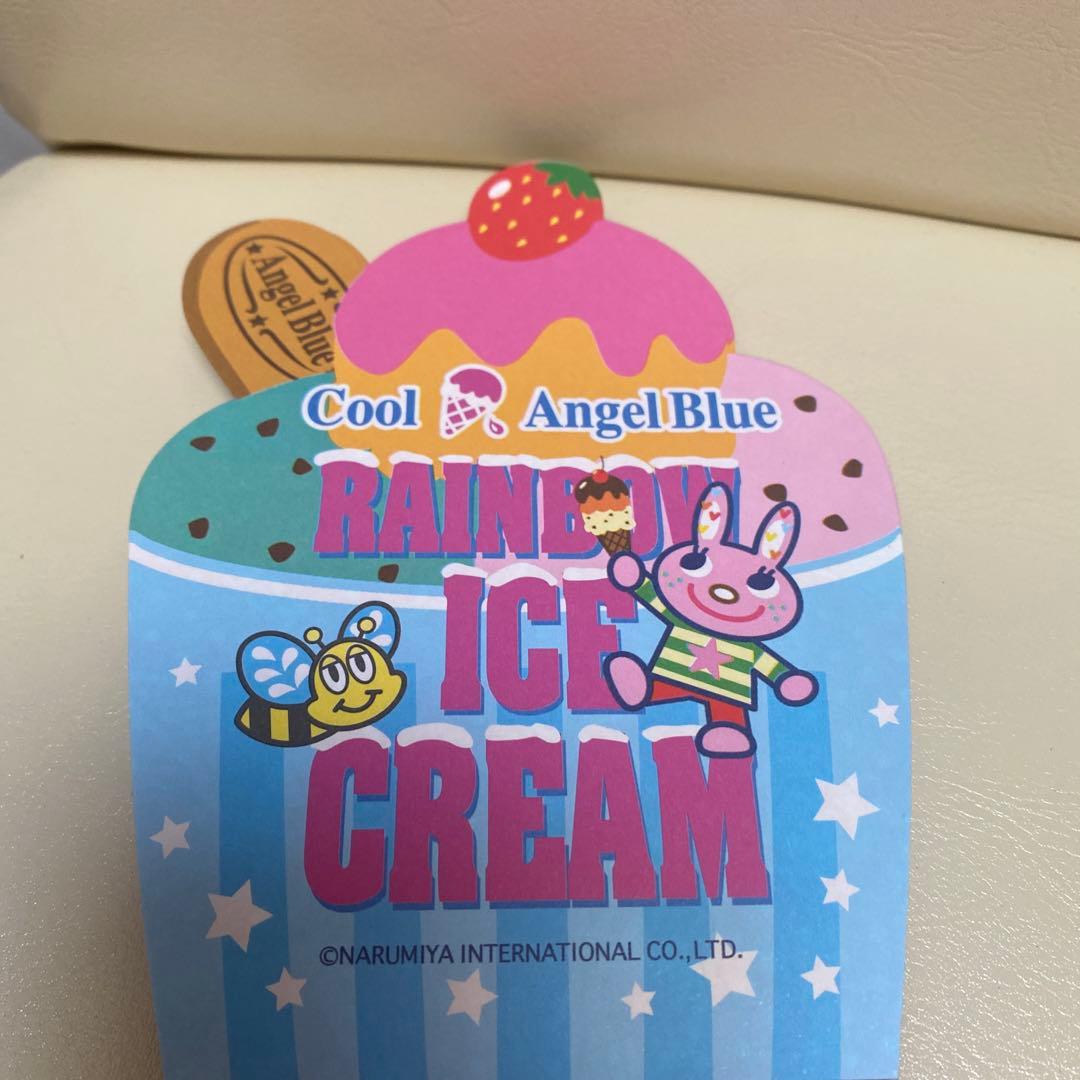 Angel Blue
Cool Angel Blue
RAINBOW
ICE
CREAM
©NARUMIYA INTERNATIONAL CO.,LTD.